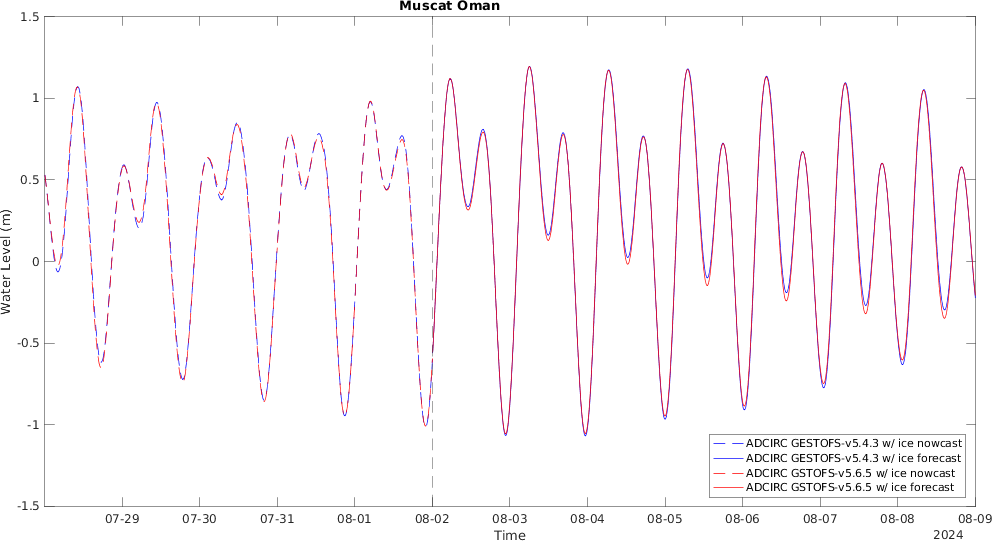 Muscat Oman
1.5
1
0.5
0
-0.5
-1
-1.5
Water Level (m)
07-29 07-30 07-31 08-01 08-02 08-03 08-04 08-05 08-06 08-07 08-08 08-09
Time
2024
ADCIRC GESTOFS-v5.4.3 w/ ice nowcast
ADCIRC GESTOFS-v5.4.3 w/ ice forecast
ADCIRC GSTOFS-v5.6.5 w/ ice nowcast
ADCIRC GSTOFS-v5.6.5 w/ ice forecast